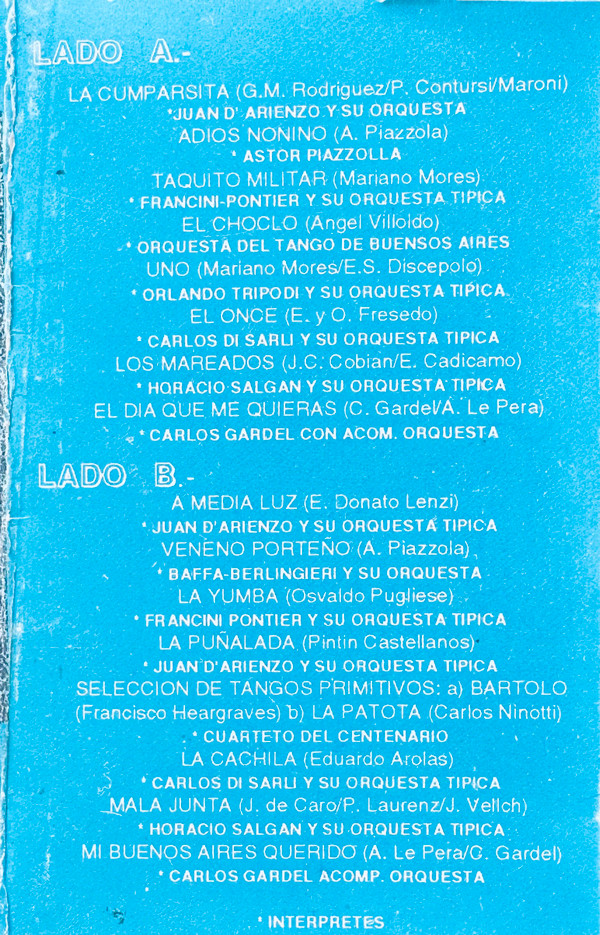 LADO A.-
LA CUMPARSITA (G.M. Rodriguez/P. Contursi/Maroni)
*JUAN D' ARIENZO Y SU ORQUESTA
ADIOS NONINO (A. Piazzola)
* ASTOR PIAZZOLLA
TAQUITO MILITAR (Mariano Mores)
* FRANCINI-PONTIER Y SU ORQUESTA TIPICA
EL CHOCLO (Angel Villoldo)
* ORQUESTA DEL TANGO DE BUENOS AIRES
UNO (Mariano Mores/E.S. Discepolo)
* ORLANDO TRIPODI Y SU ORQUESTA TIPICA
EL ONCE (E. y O. Fresedo)
* CARLOS DI SARLI Y SU ORQUESTA TIPICA
LOS MAREADOS (J.C. Cobian/E. Cadicamo)
* HORACIO SALGAN Y SU ORQUESTA TIPICA
EL DIA QUE ME QUIERAS (C. Gardel/A. Le Pera)
* CARLOS GARDEL CON ACOM. ORQUESTA
LADO B.-
A MEDIA LUZ (E. Donato Lenzi)
* JUAN D'ARIENZO Y SU ORQUESTA TIPICA
VENENO PORTEÑO (A. Piazzola)
* BAFFA-BERLINGIERI Y SU ORQUESTA
LA YUMBA (Osvaldo Pugliese)
* FRANCINI PONTIER Y SU ORQUESTA TIPICA
LA PUÑALADA (Pintin Castellanos)
* JUAN D'ARIENZO Y SU ORQUESTA TIPICA
SELECCION DE TANGOS PRIMITIVOS: a) BARTOLO
(Francisco Heargraves) b) LA PATOTA (Carlos Ninotti)
* CUARTETO DEL CENTENARIO
LA CACHILA (Eduardo Arolas)
* CARLOS DI SARLI Y SU ORQUESTA TIPICA
MALA JUNTA (J. de Caro/P. Laurenz/J. Vellch)
* HORACIO SALGAN Y SU ORQUESTA TIPICA
MI BUENOS AIRES QUERIDO (A. Le Pera/C. Gardel)
* CARLOS GARDEL ACOMP. ORQUESTA
* INTERPRETES